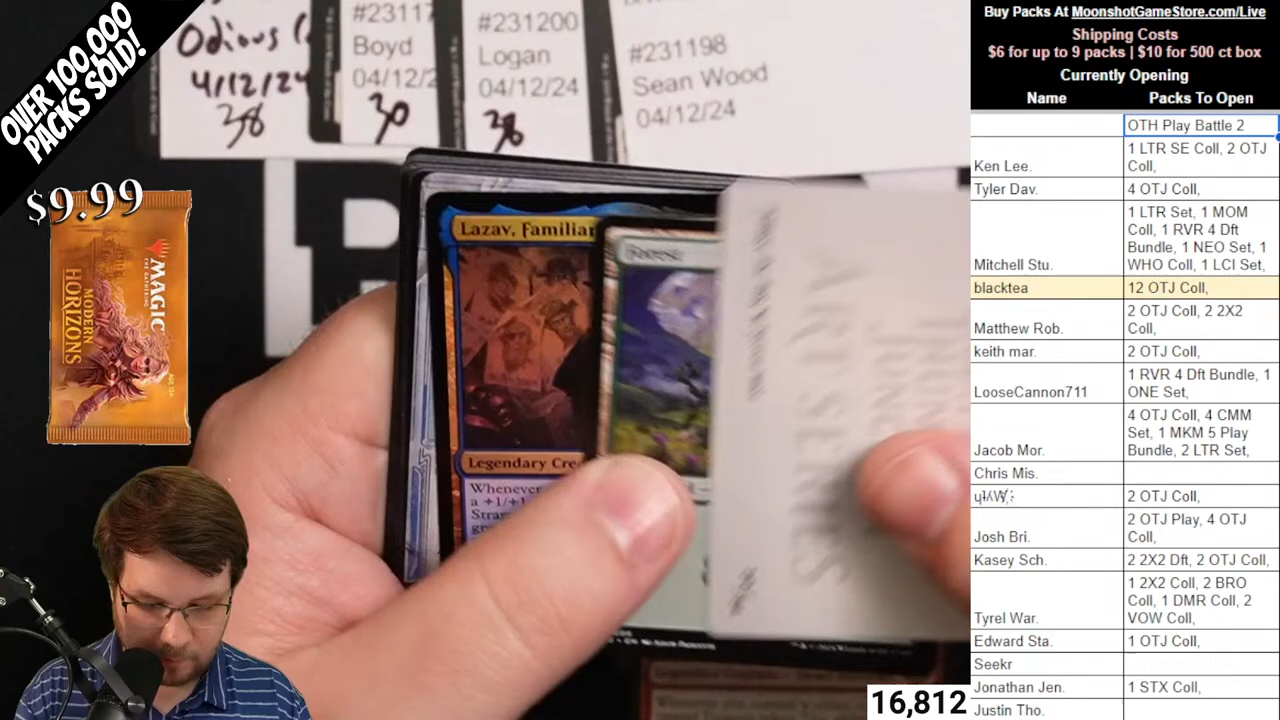 OVER 100,000
PACKS SOLD!
$9.99
MAGIC
THE GATHERING
MODERN
HORIZONS
4/12/24
38
Boyd
30
#231200
Logan
04/12/24
38
#231198
Sean Wood
04/12/24
Lazav, Familiar
Legendary Cre
Whenever
Forest
ART SERIES
Buy Packs At MoonshotGameStore.com/Live
Shipping Costs
$6 for up to 9 packs | $10 for 500 ct box
Currently Opening
Name Packs To Open
OTH Play Battle 2
Ken Lee. 1 LTR SE Coll, 2 OTJ
Coll,
Tyler Dav. 4 OTJ Coll,
Mitchell Stu. 1 LTR Set, 1 MOM
Coll, 1 RVR 4 Dft
Bundle, 1 NEO Set, 1
WHO Coll, 1 LCI Set,
blacktea 12 OTJ Coll,
Matthew Rob. 2 OTJ Coll, 2 2X2
Coll,
keith mar. 2 OTJ Coll,
LooseCannon711 1 RVR 4 Dft Bundle, 1
ONE Set,
Jacob Mor. 4 OTJ Coll, 4 CMM
Set, 1 MKM 5 Play
Bundle, 2 LTR Set,
Chris Mis.
2 OTJ Coll,
Josh Bri. 2 OTJ Play, 4 OTJ
Coll,
Kasey Sch. 2 2X2 Dft, 2 OTJ Coll,
Tyrel War. 1 2X2 Coll, 2 BRO
Coll, 1 DMR Coll, 2
VOW Coll,
Edward Sta. 1 OTJ Coll,
Seekr
Jonathan Jen. 1 STX Coll,
Justin Tho.
16,812